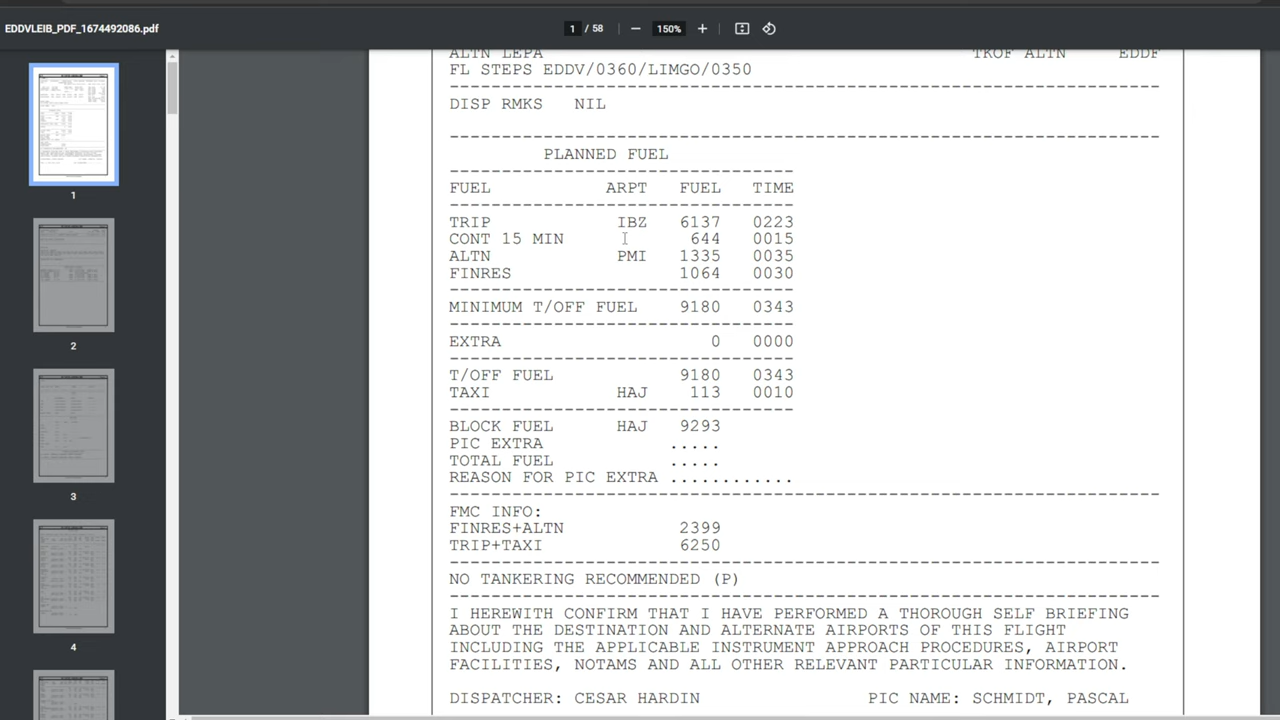 EDDVLEIB_PDF_1674492086.pdf
1 / 58 150%
ALTN LEPA TKOF ALTN EDDF
FL STEPS EDDV/0360/LIMGO/0350
DISP RMKS NIL
PLANNED FUEL
FUEL ARPT FUEL TIME
TRIP IBZ 6137 0223
CONT 15 MIN 644 0015
ALTN PMI 1335 0035
FINRES 1064 0030
MINIMUM T/OFF FUEL 9180 0343
EXTRA 0 0000
T/OFF FUEL 9180 0343
TAXI HAJ 113 0010
BLOCK FUEL HAJ 9293
PIC EXTRA .....
TOTAL FUEL .....
REASON FOR PIC EXTRA ............
FMC INFO:
FINRES+ALTN 2399
TRIP+TAXI 6250
NO TANKERING RECOMMENDED (P)
I HEREWITH CONFIRM THAT I HAVE PERFORMED A THOROUGH SELF BRIEFING
ABOUT THE DESTINATION AND ALTERNATE AIRPORTS OF THIS FLIGHT
INCLUDING THE APPLICABLE INSTRUMENT APPROACH PROCEDURES, AIRPORT
FACILITIES, NOTAMS AND ALL OTHER RELEVANT PARTICULAR INFORMATION.
DISPATCHER: CESAR HARDIN PIC NAME: SCHMIDT, PASCAL
1
2
3
4